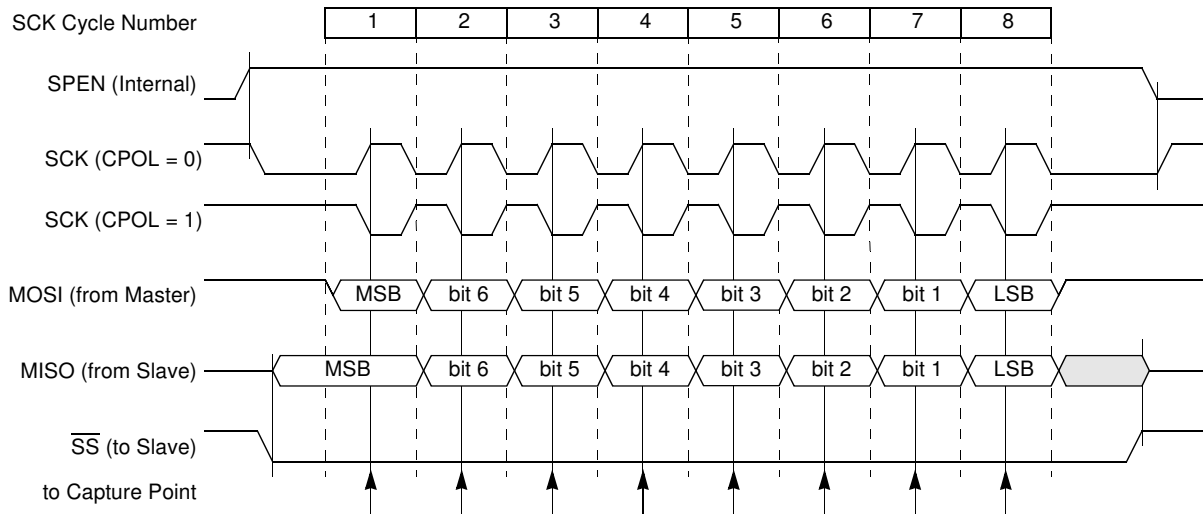 SCK Cycle Number 1 2 3 4 5 6 7 8
SPEN (Internal)
SCK (CPOL = 0)
SCK (CPOL = 1)
MOSI (from Master) MSB bit 6 bit 5 bit 4 bit 3 bit 2 bit 1 LSB
MISO (from Slave) MSB bit 6 bit 5 bit 4 bit 3 bit 2 bit 1 LSB
SS (to Slave)
to Capture Point